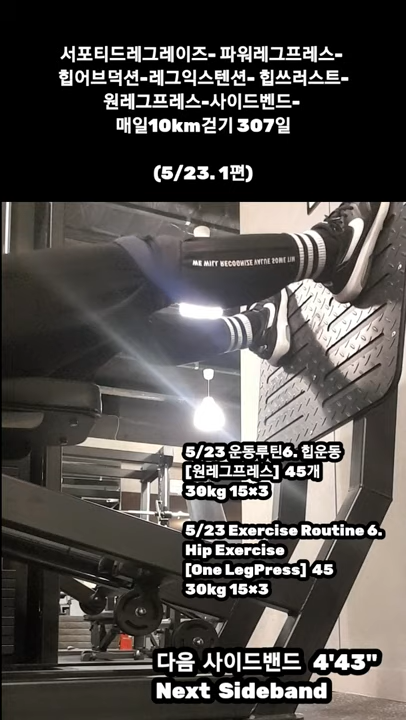 서포티드레그레이즈- 파워레그프레스-
힙어브덕션-레그익스텐션- 힙쓰러스트-
원레그프레스-사이드벤드-
매일10km걷기 307일
(5/23. 1편)
5/23 운동루틴6. 힙운동
[원레그프레스] 45개
30kg 15×3
5/23 Exercise Routine 6.
Hip Exercise
[One LegPress] 45
30kg 15×3
다음 사이드밴드 4'43"
Next Sideband